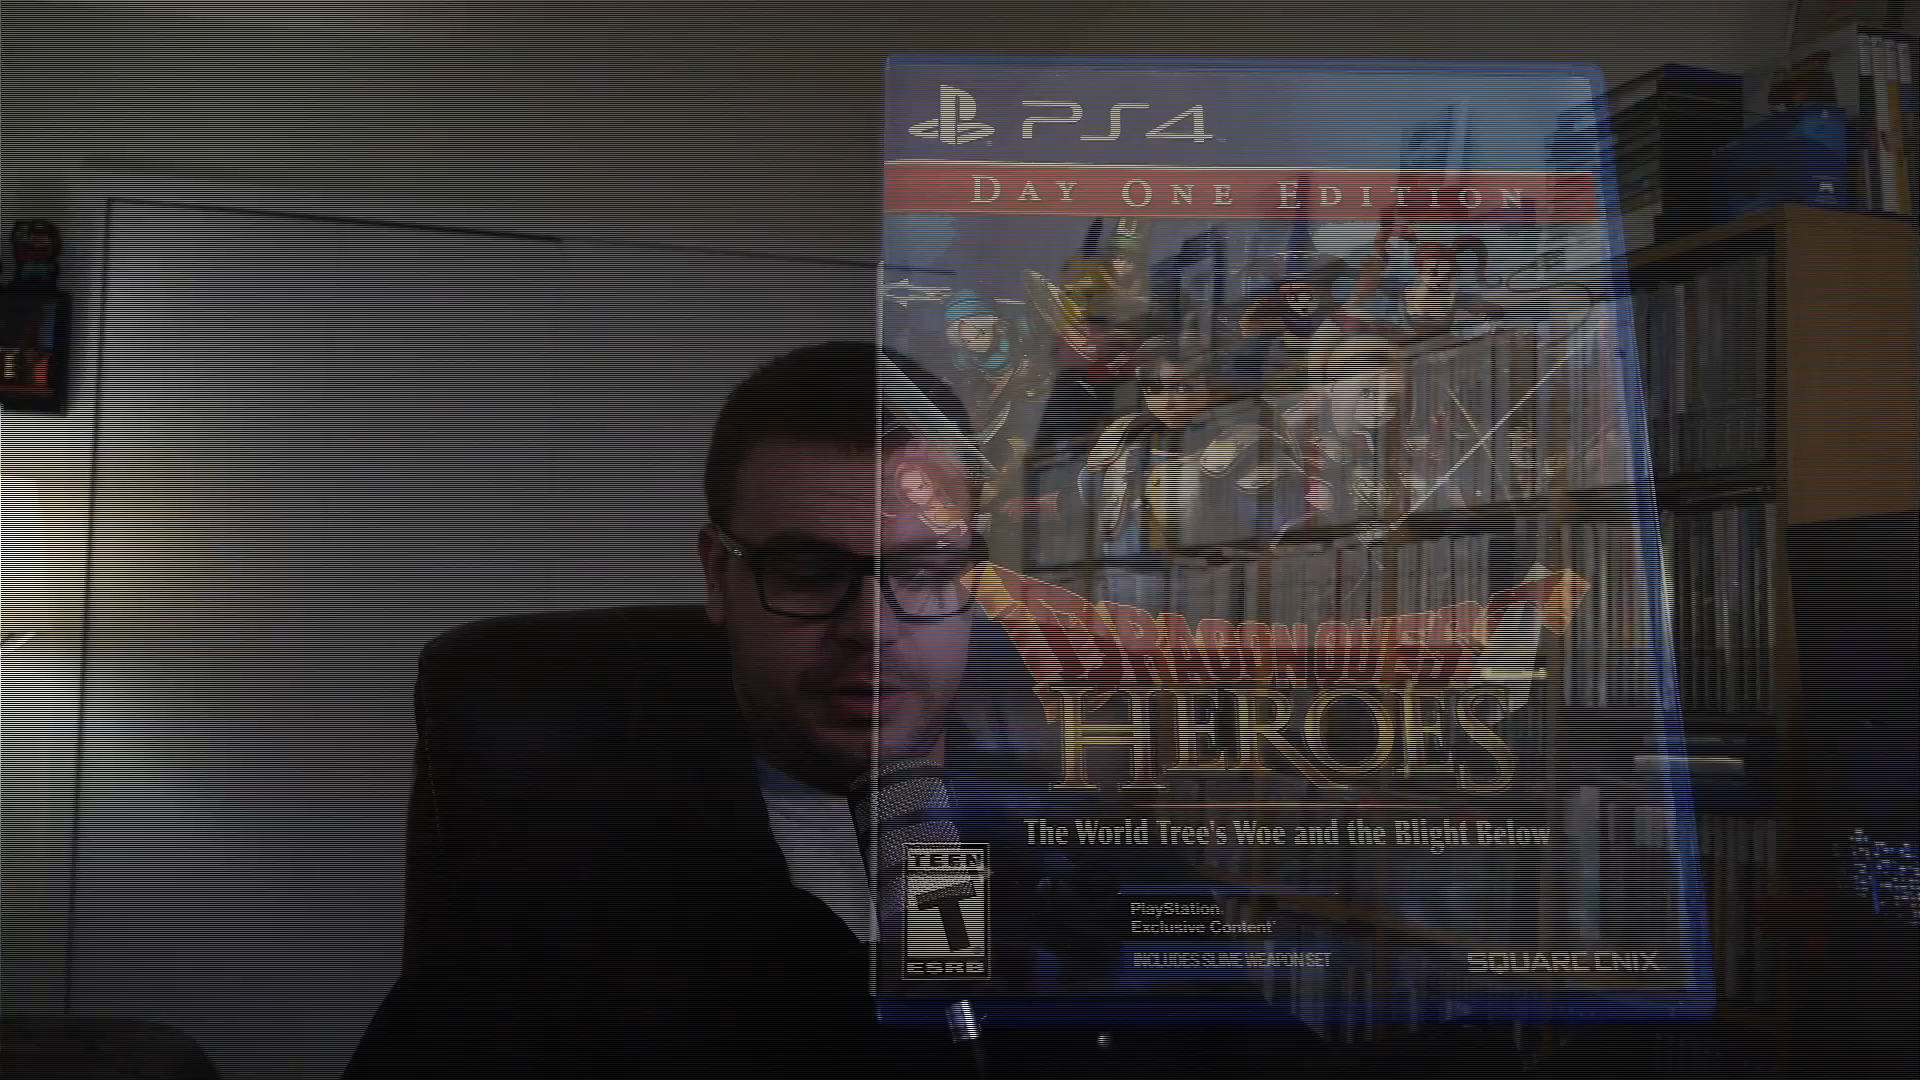 PS4
DAY ONE EDITION
DRAGON QUEST
HEROES
The World Tree's Woe and the Blight Below
TEEN
T
ESRB
PlayStation
Exclusive Content*
INCLUDES SLIME WEAPON SET
SQUARE ENIX